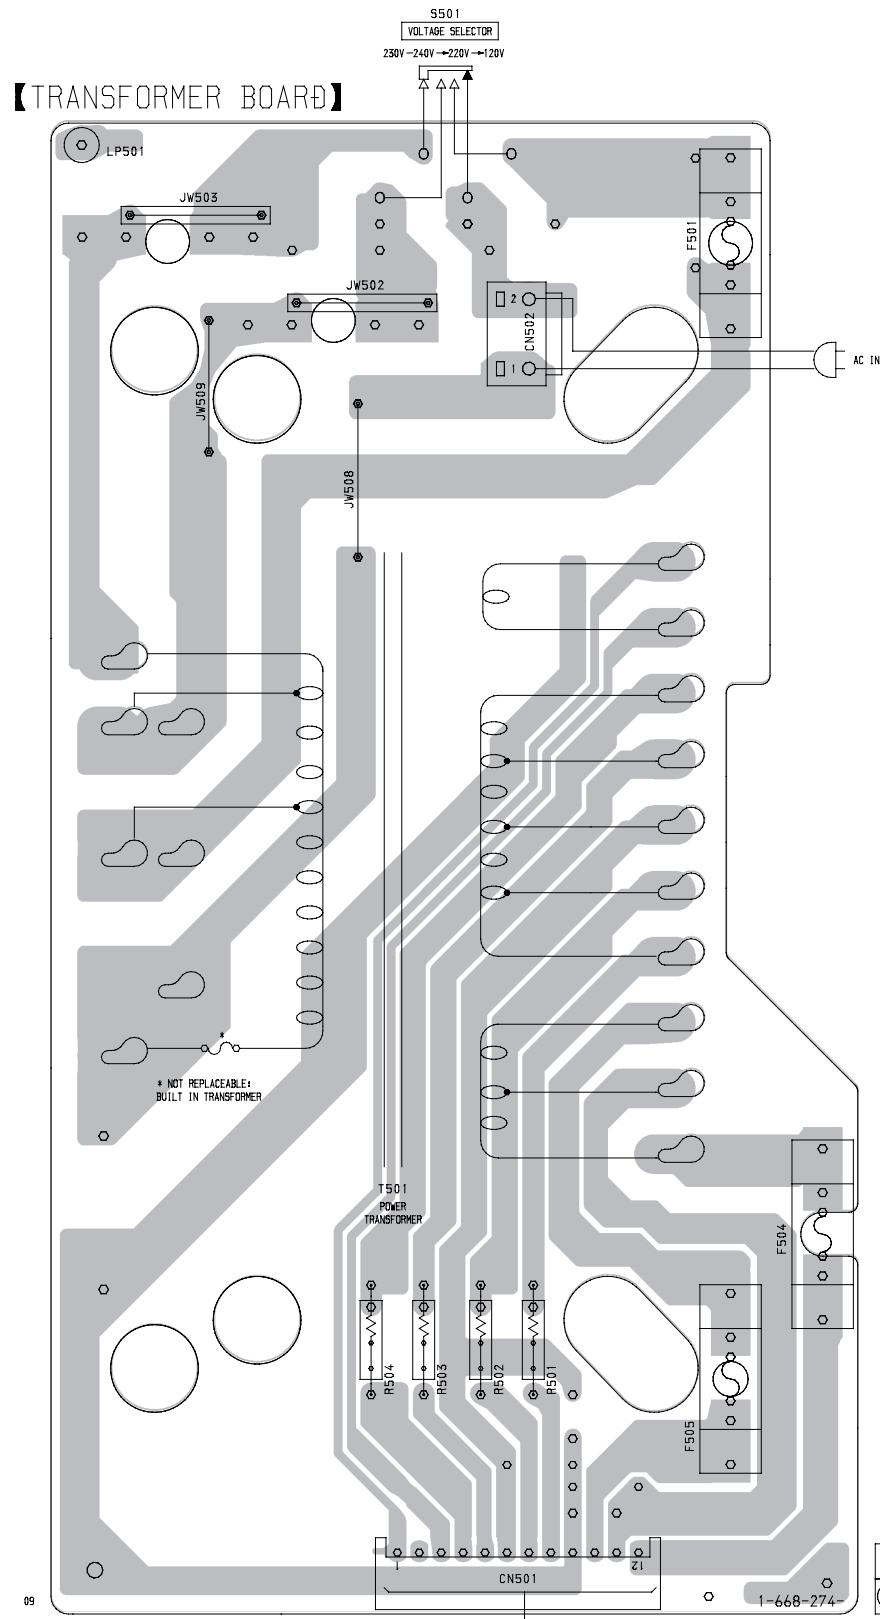 S501
VOLTAGE SELECTOR
230V-240V→220V→120V
【TRANSFORMER BOARD】
LP501
JW503
F501
JW502
2
CN502
1
AC IN
JW509
JW508
*
* NOT REPLACEABLE:
BUILT IN TRANSFORMER
T501
POWER
TRANSFORMER
F504
R504
R503
R502
R501
F505
1
12
CN501
09
1-668-274-